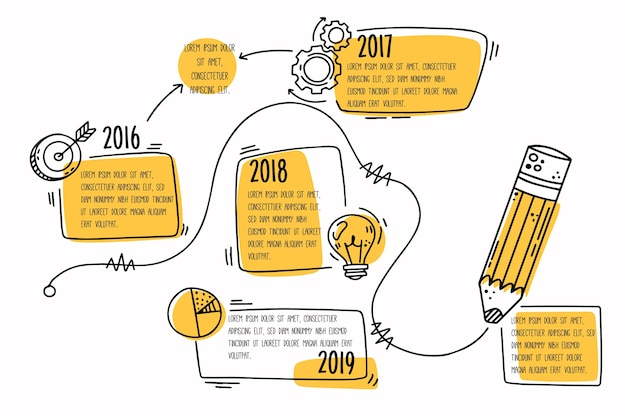 LOREM IPSUM DOLOR
SIT AMET,
CONSECTETUER
ADIPISCING ELIT.
2017
LOREM IPSUM DOLOR SIT AMET,
CONSECTETUER ADIPISCING ELIT, SED
DIAM NONUMMY NIBH EUISMOD
TINCIDUNT UT LAOREET DOLORE MAGNA
ALIQUAM ERAT VOLUTPAT.
2016
LOREM IPSUM DOLOR SIT
AMET, CONSECTETUER
ADIPISCING ELIT, SED DIAM
NONUMMY NIBH EUISMOD
TINCIDUNT UT LAOREET
DOLORE MAGNA ALIQUAM
ERAT VOLUTPAT.
2018
LOREM IPSUM DOLOR
SIT AMET,
CONSECTETUER
ADIPISCING ELIT, SED
DIAM NONUMMY NIBH
EUISMOD TINCIDUNT UT
LAOREET DOLORE
MAGNA ALIQUAM ERAT
VOLUTPAT.
LOREM IPSUM DOLOR SIT AMET, CONSECTETUER
ADIPISCING ELIT, SED DIAM NONUMMY NIBH
EUISMOD TINCIDUNT
UT LAOREET DOLORE
MAGNA ALIQUAM
ERAT VOLUTPAT.
2019
LOREM IPSUM DOLOR SIT
AMET, CONSECTETUER
ADIPISCING ELIT, SED DIAM
NONUMMY NIBH EUISMOD
TINCIDUNT UT LAOREET
DOLORE MAGNA ALIQUAM
ERAT VOLUTPAT.